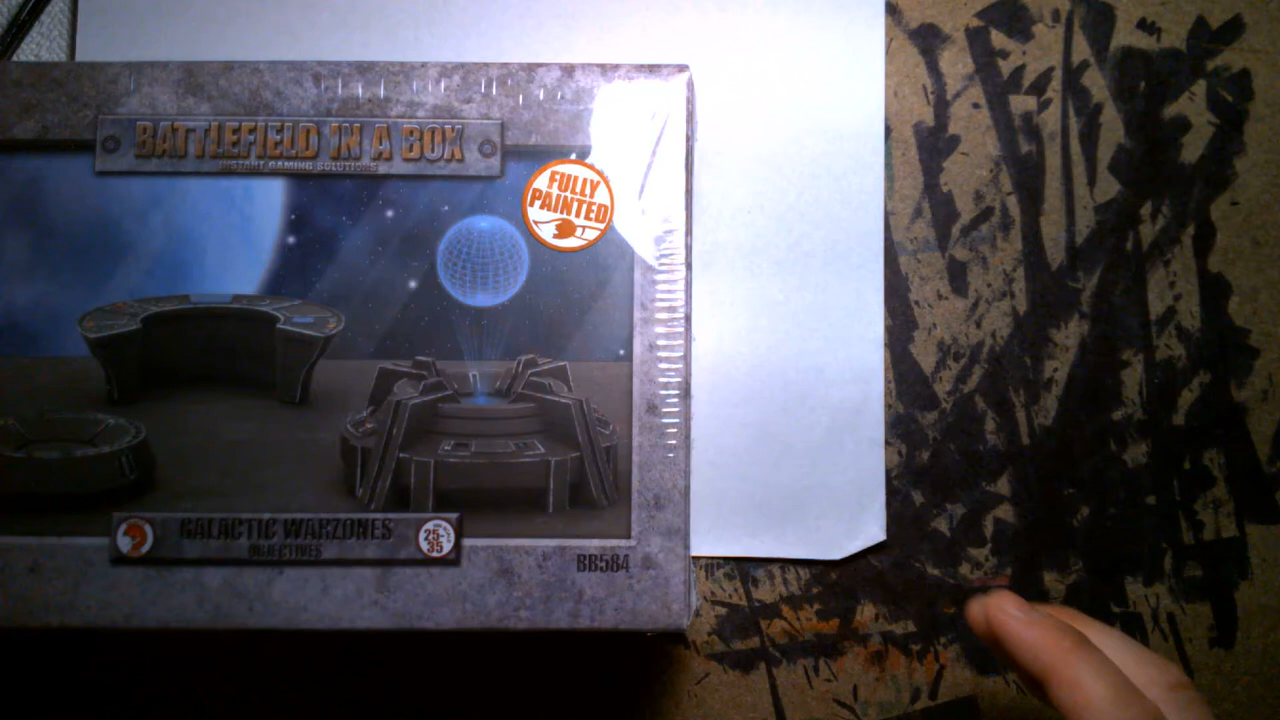 BATTLEFIELD IN A BOX
INSTANT GAMING SOLUTIONS
FULLY
PAINTED
GALACTIC WARZONES
OBJECTIVES
25-
35
BB584